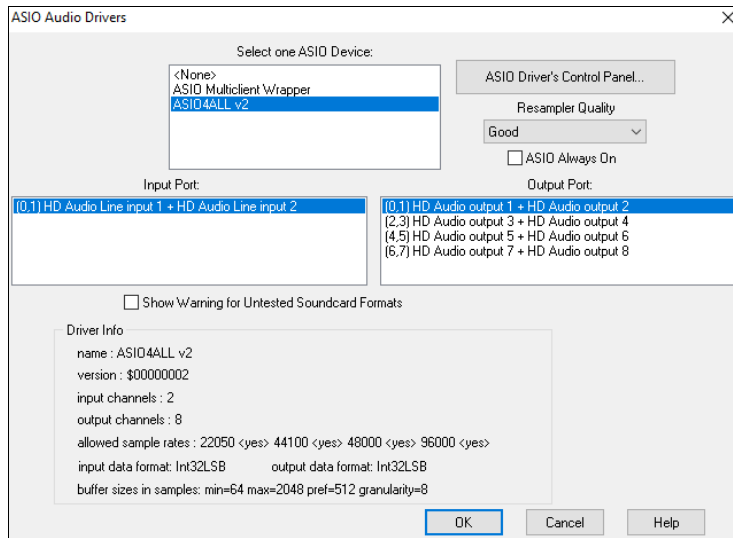 ASIO Audio Drivers
Select one ASIO Device:
<None>
ASIO Multiclient Wrapper
ASIO4ALL v2
ASIO Driver's Control Panel...
Resampler Quality
Good
ASIO Always On
Input Port:
(0,1) HD Audio Line input 1 + HD Audio Line input 2
Output Port:
(0,1) HD Audio output 1 + HD Audio output 2
(2,3) HD Audio output 3 + HD Audio output 4
(4,5) HD Audio output 5 + HD Audio output 6
(6,7) HD Audio output 7 + HD Audio output 8
Show Warning for Untested Soundcard Formats
Driver Info
name : ASIO4ALL v2
version : $00000002
input channels : 2
output channels : 8
allowed sample rates : 22050 <yes> 44100 <yes> 48000 <yes> 96000 <yes>
input data format: Int32LSB output data format: Int32LSB
buffer sizes in samples: min=64 max=2048 pref=512 granularity=8
OK
Cancel
Help